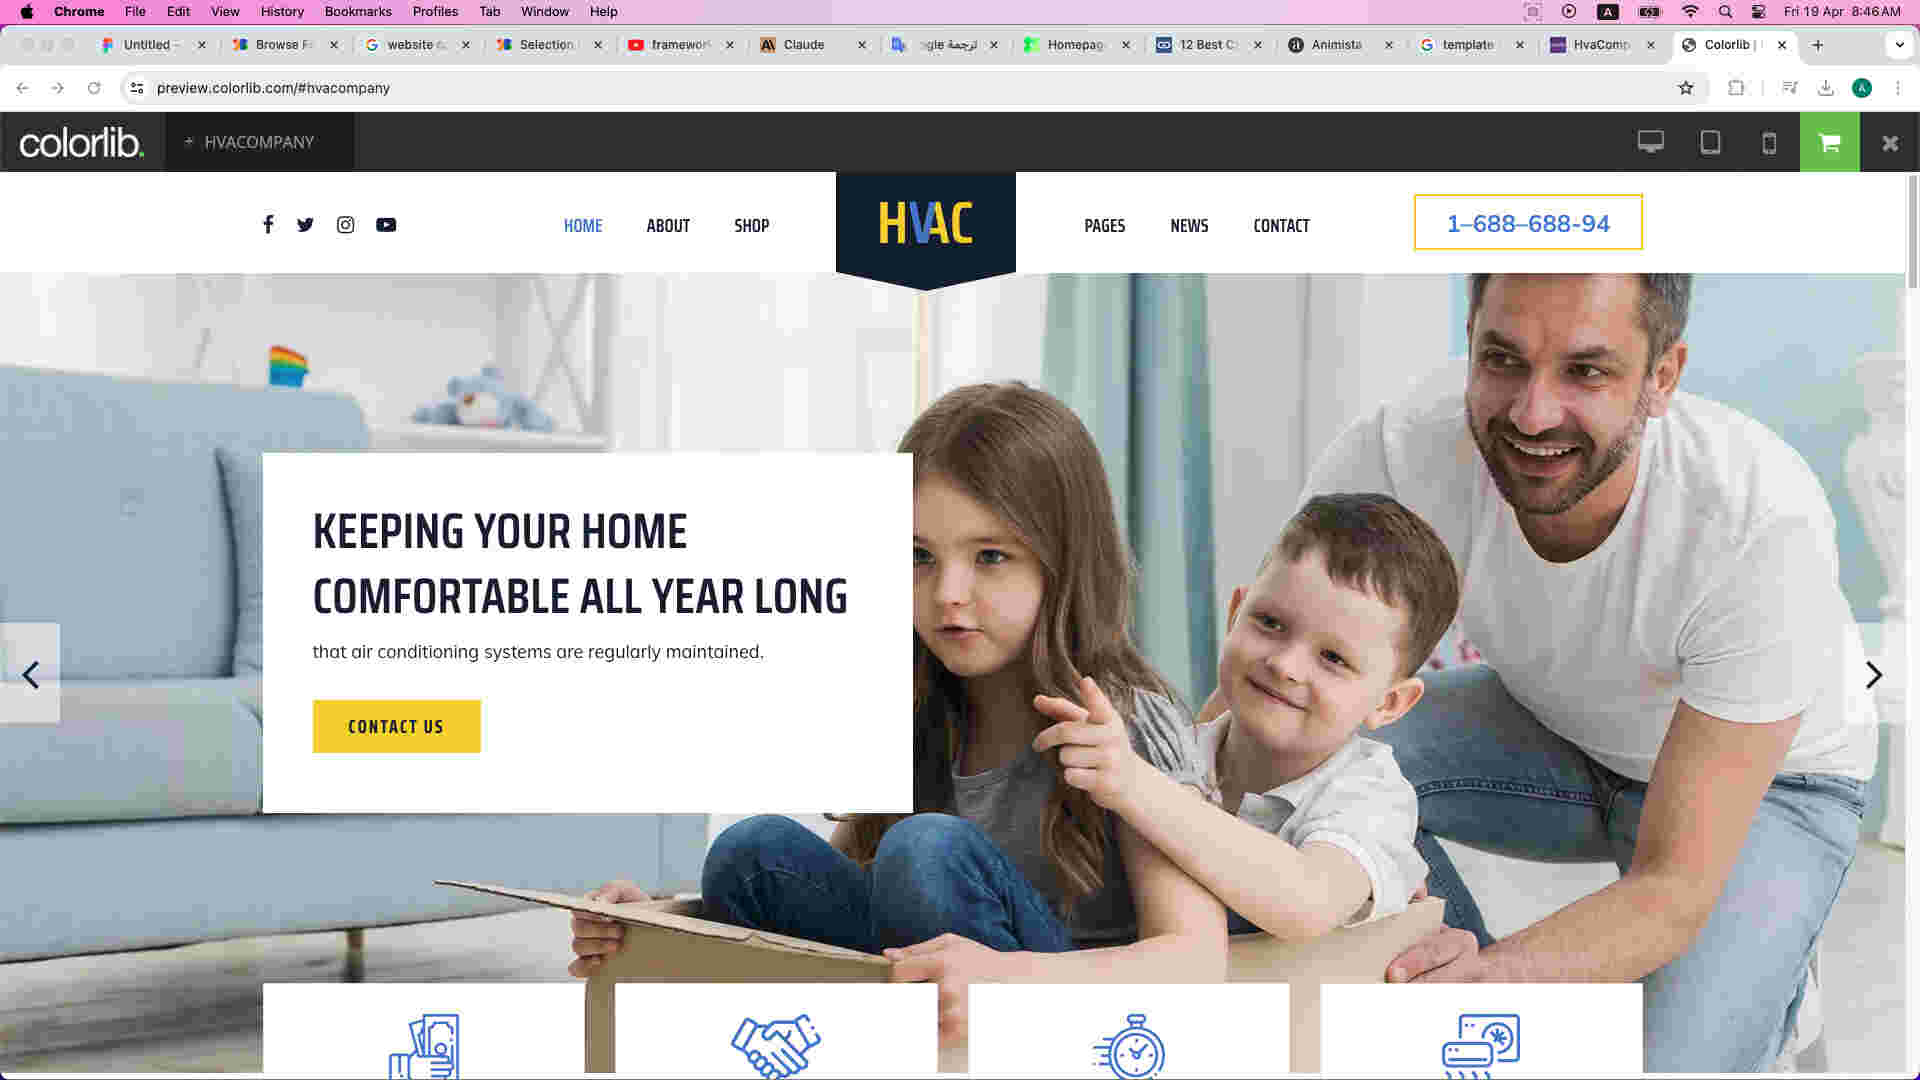 Chrome File Edit View History Bookmarks Profiles Tab Window Help A Fri 19 Apr 8:46 AM
Untitled – Browse F website Selection YouTube framewor Claude ترجمة gle Homepag 12 Best C Animista template HvaComp Colorlib |
preview.colorlib.com/#hvacompany A
colorlib. + HVACOMPANY
HOME ABOUT SHOP HVAC PAGES NEWS CONTACT 1–688–688-94
KEEPING YOUR HOME
COMFORTABLE ALL YEAR LONG
that air conditioning systems are regularly maintained.
CONTACT US